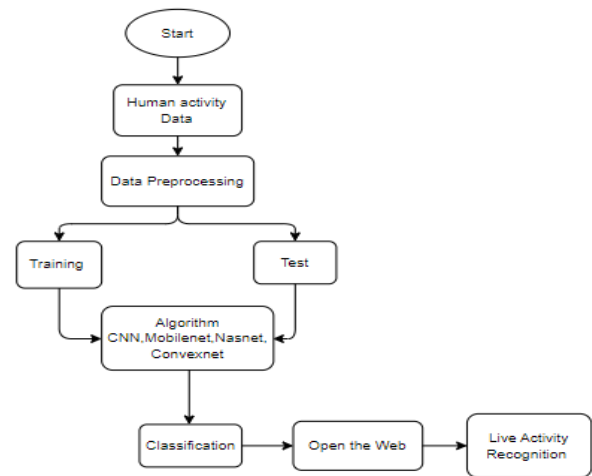 Start
Human activity
Data
Data Preprocessing
Training
Test
Algorithm
CNN,Mobilenet,Nasnet,
Convexnet
Classification
Open the Web
Live Activity
Recognition